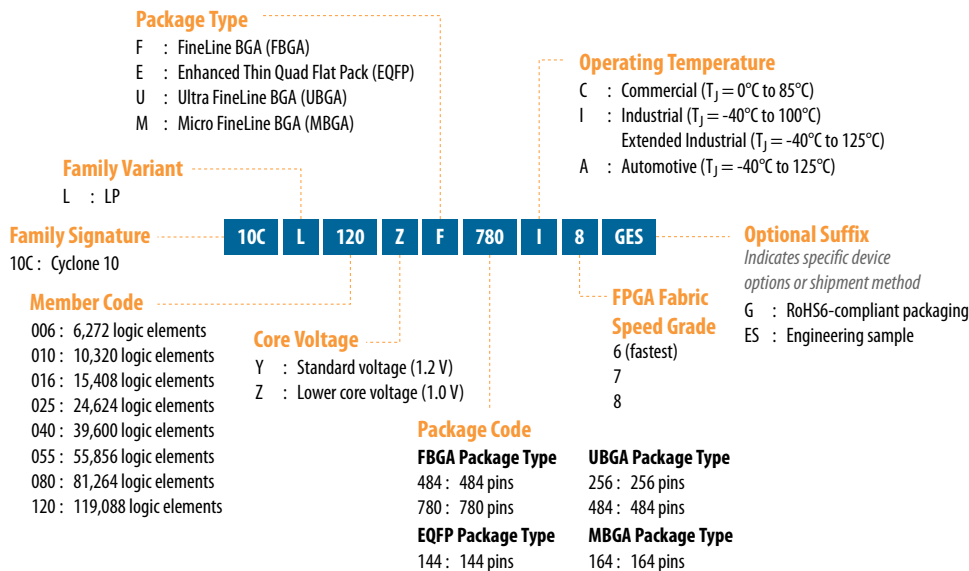 Package Type
F : FineLine BGA (FBGA)
E : Enhanced Thin Quad Flat Pack (EQFP)
U : Ultra FineLine BGA (UBGA)
M : Micro FineLine BGA (MBGA)
Operating Temperature
C : Commercial (TJ = 0°C to 85°C)
I : Industrial (TJ = -40°C to 100°C)
Extended Industrial (TJ = -40°C to 125°C)
A : Automotive (TJ = -40°C to 125°C)
Family Variant
L : LP
Family Signature
10C : Cyclone 10
10C L 120 Z F 780 I 8 GES
Optional Suffix
Indicates specific device
options or shipment method
G : RoHS6-compliant packaging
ES : Engineering sample
Member Code
006 : 6,272 logic elements
010 : 10,320 logic elements
016 : 15,408 logic elements
025 : 24,624 logic elements
040 : 39,600 logic elements
055 : 55,856 logic elements
080 : 81,264 logic elements
120 : 119,088 logic elements
Core Voltage
Y : Standard voltage (1.2 V)
Z : Lower core voltage (1.0 V)
FPGA Fabric
Speed Grade
6 (fastest)
7
8
Package Code
FBGA Package Type
484 : 484 pins
780 : 780 pins
EQFP Package Type
144 : 144 pins
UBGA Package Type
256 : 256 pins
484 : 484 pins
MBGA Package Type
164 : 164 pins